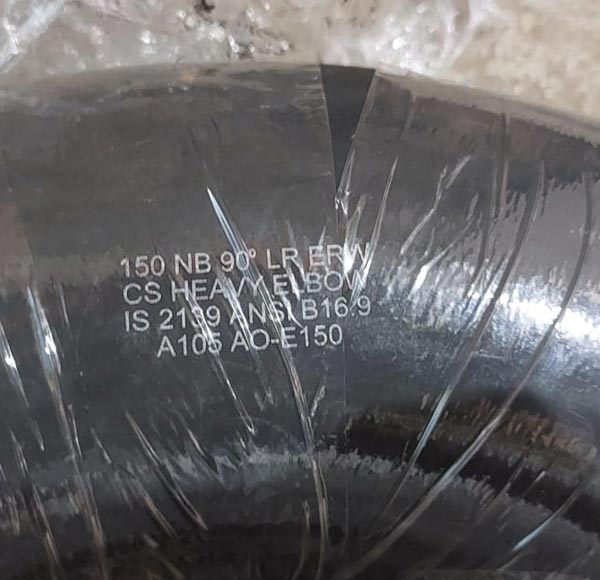 150 NB 90° LR ERW
CS HEAVY ELBOW
IS 2139 ANSI B16.9
A105 AO-E150